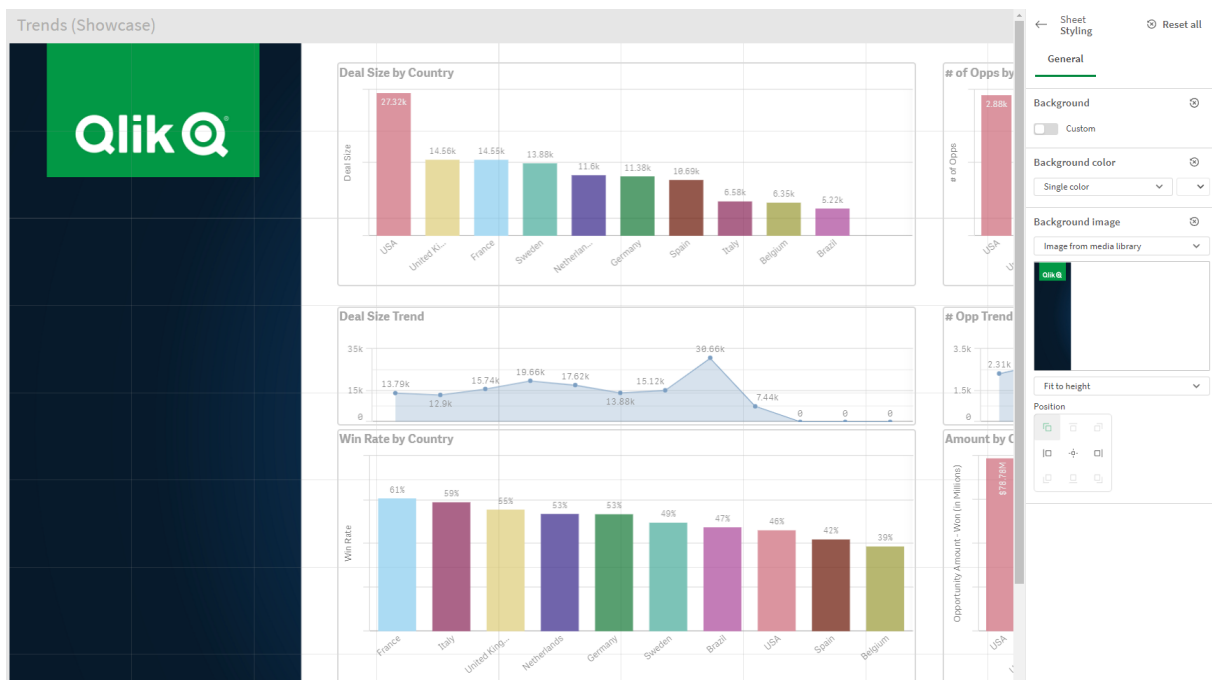 Trends (Showcase)
Qlik
Deal Size by Country
Deal Size
27.32k
14.56k
14.55k
13.88k
11.6k
11.38k
10.69k
6.58k
6.35k
5.22k
USA
United Ki...
France
Sweden
Netherlan...
Germany
Spain
Italy
Belgium
Brazil
# of Opps by
# of Opps
2.88k
USA
Deal Size Trend
35k
15k
0
13.79k
12.9k
15.74k
19.66k
17.62k
13.88k
15.12k
30.66k
7.44k
0
0
0
# Opp Trend
3.5k
1.5k
0
2.31k
Win Rate by Country
Win Rate
61%
59%
55%
53%
53%
49%
47%
46%
42%
39%
France
Italy
United King...
Netherlands
Germany
Sweden
Brazil
USA
Spain
Belgium
Amount by C
Opportunity Amount - Won (in Millions)
$78.78M
USA
Sheet
Styling
Reset all
General
Background
Custom
Background color
Single color
Background image
Image from media library
Qlik
Fit to height
Position